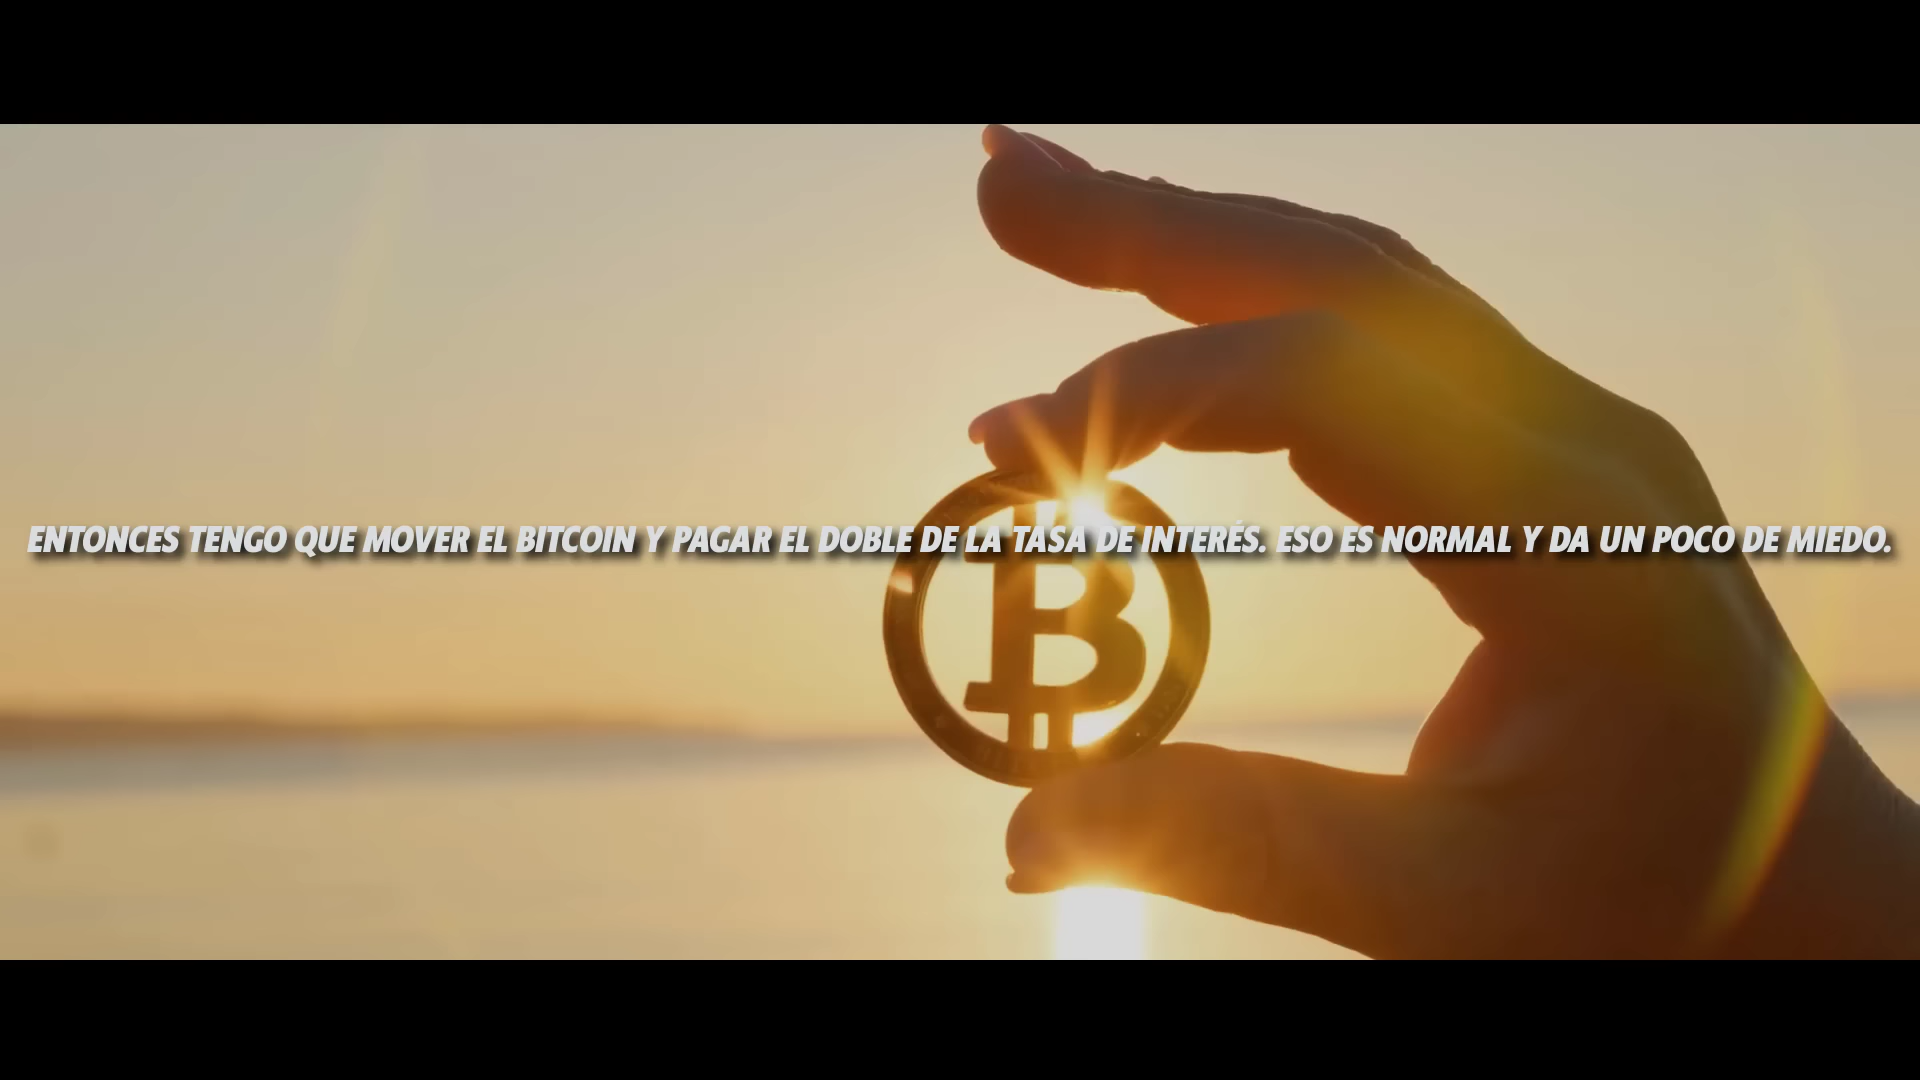 ENTONCES TENGO QUE MOVER EL BITCOIN Y PAGAR EL DOBLE DE LA TASA DE INTERÉS. ESO ES NORMAL Y DA UN POCO DE MIEDO.